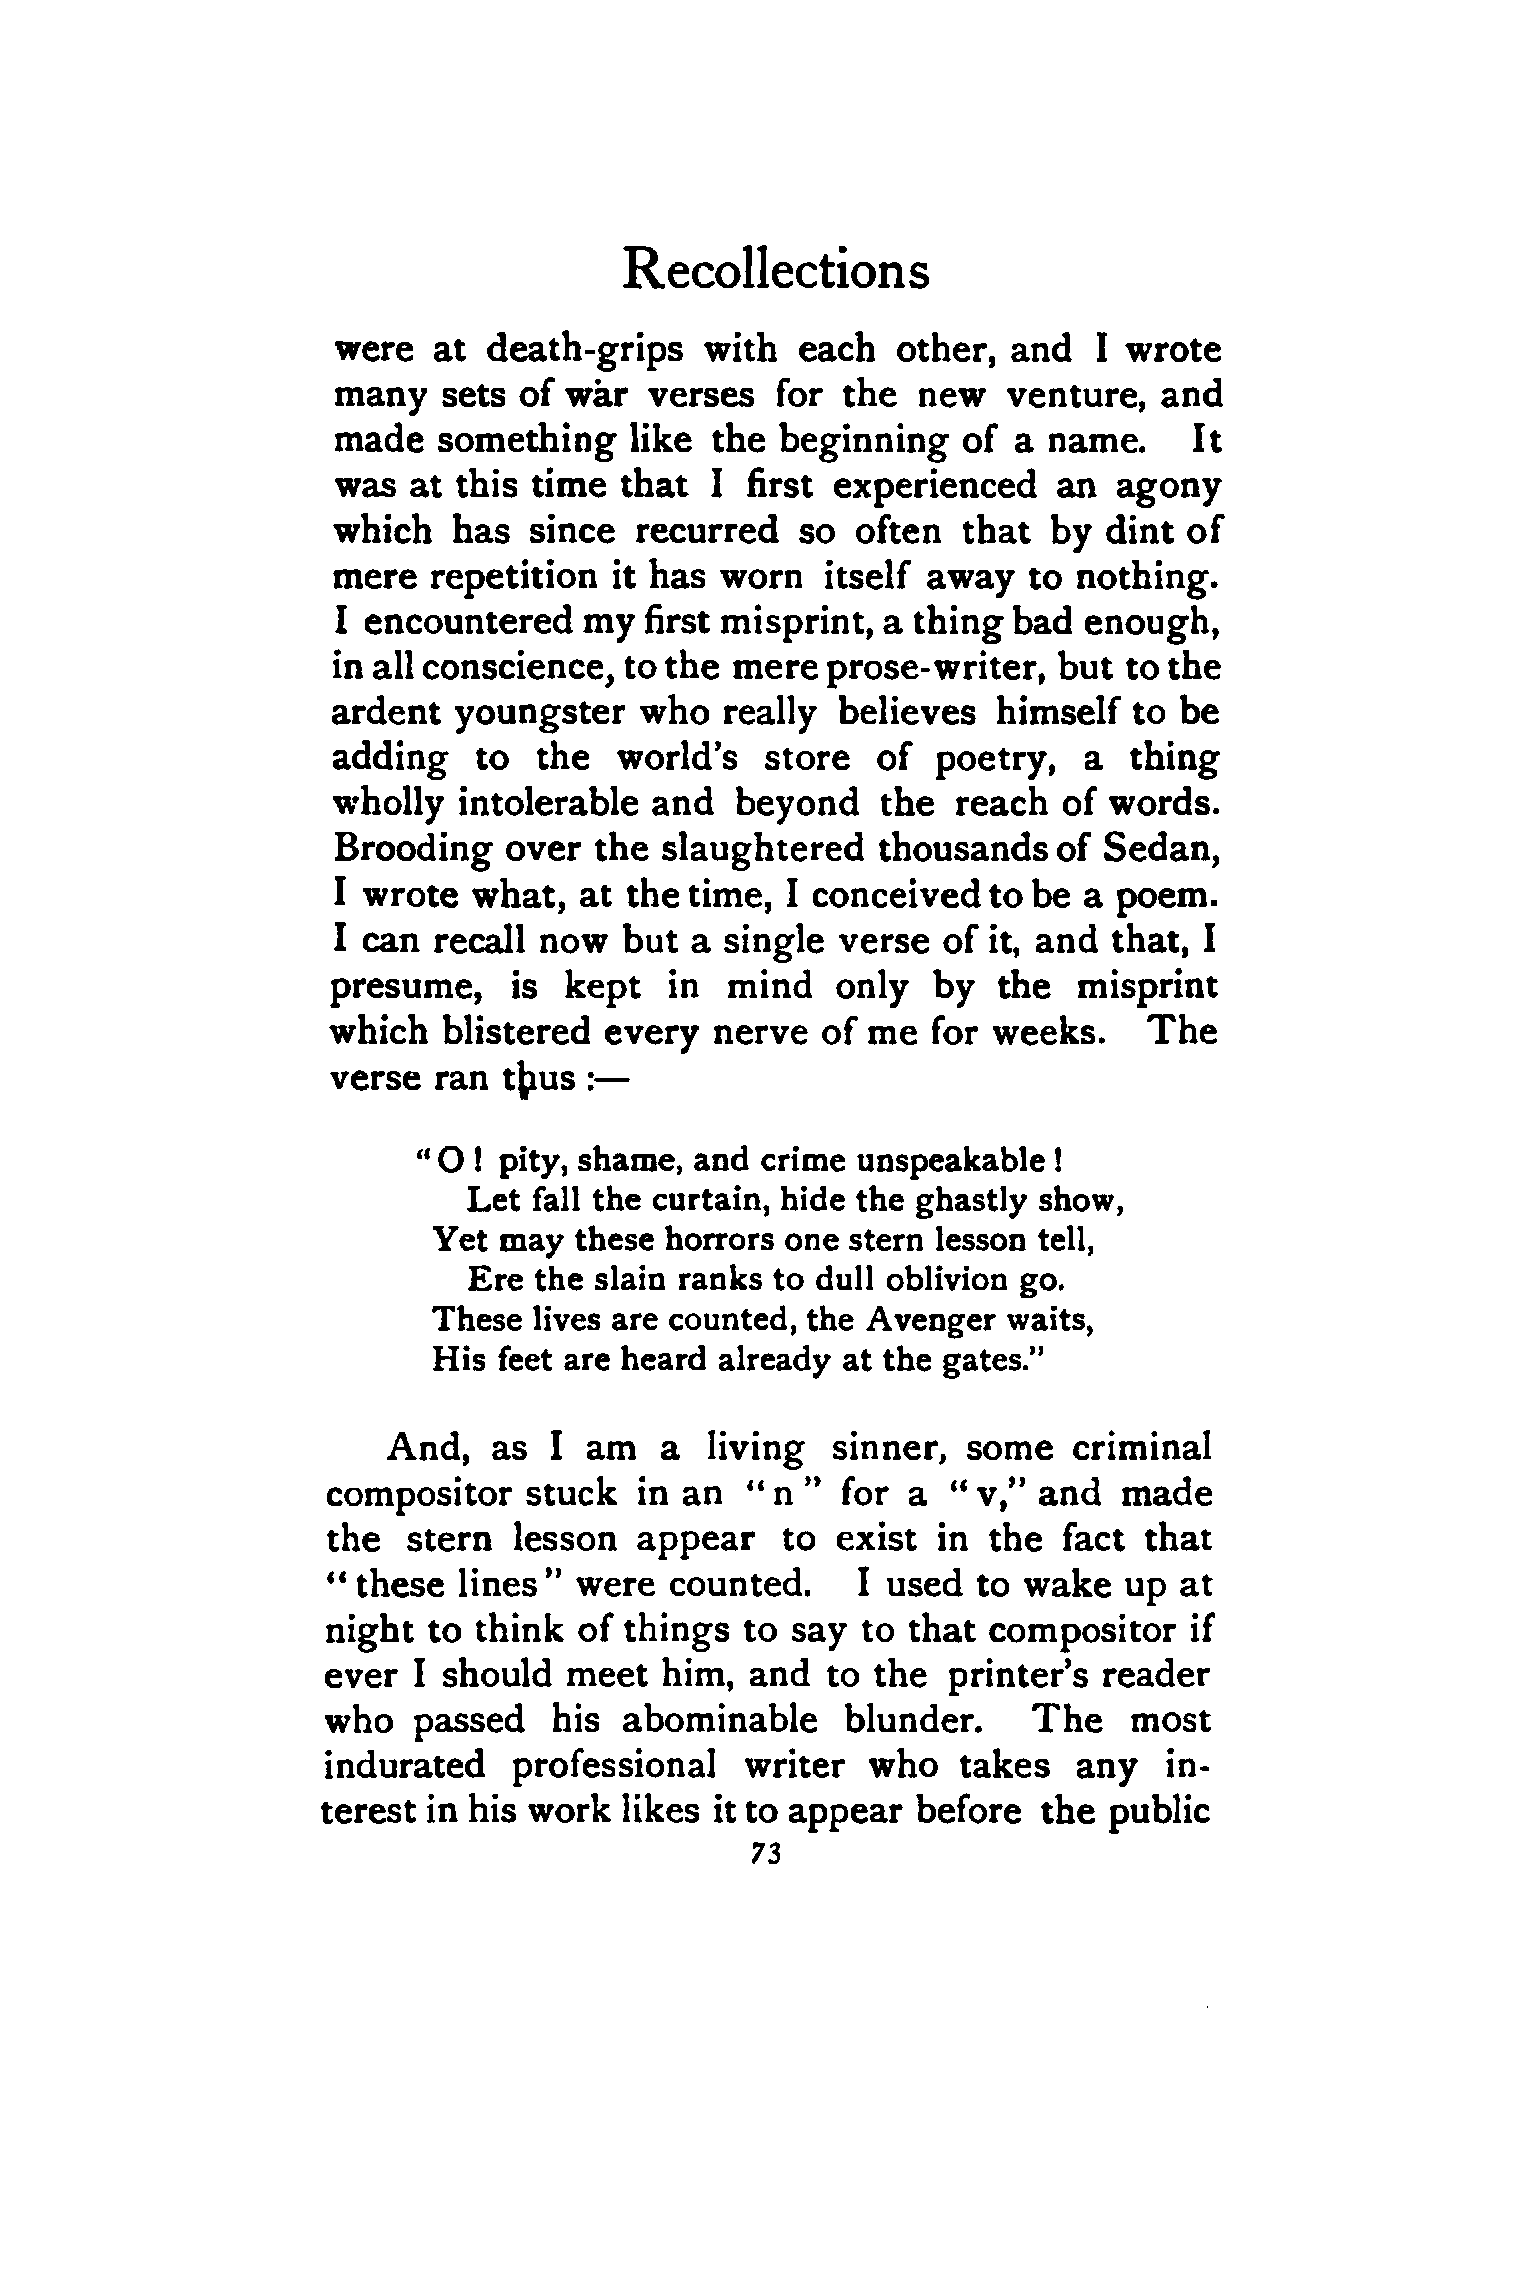 Recollections
were at death-grips with each other, and I wrote
many sets of war verses for the new venture, and
made something like the beginning of a name. It
was at this time that I first experienced an agony
which has since recurred so often that by dint of
mere repetition it has worn itself away to nothing.
I encountered my first misprint, a thing bad enough,
in all conscience, to the mere prose-writer, but to the
ardent youngster who really believes himself to be
adding to the world's store of poetry, a thing
wholly intolerable and beyond the reach of words.
Brooding over the slaughtered thousands of Sedan,
I wrote what, at the time, I conceived to be a poem.
I can recall now but a single verse of it, and that, I
presume, is kept in mind only by the misprint
which blistered every nerve of me for weeks. The
verse ran thus :—
“O ! pity, shame, and crime unspeakable !
Let fall the curtain, hide the ghastly show,
Yet may these horrors one stern lesson tell,
Ere the slain ranks to dull oblivion go.
These lives are counted, the Avenger waits,
His feet are heard already at the gates.”
And, as I am a living sinner, some criminal
compositor stuck in an “n” for a “v,” and made
the stern lesson appear to exist in the fact that
“these lines” were counted. I used to wake up at
night to think of things to say to that compositor if
ever I should meet him, and to the printer's reader
who passed his abominable blunder. The most
indurated professional writer who takes any in-
terest in his work likes it to appear before the public
73